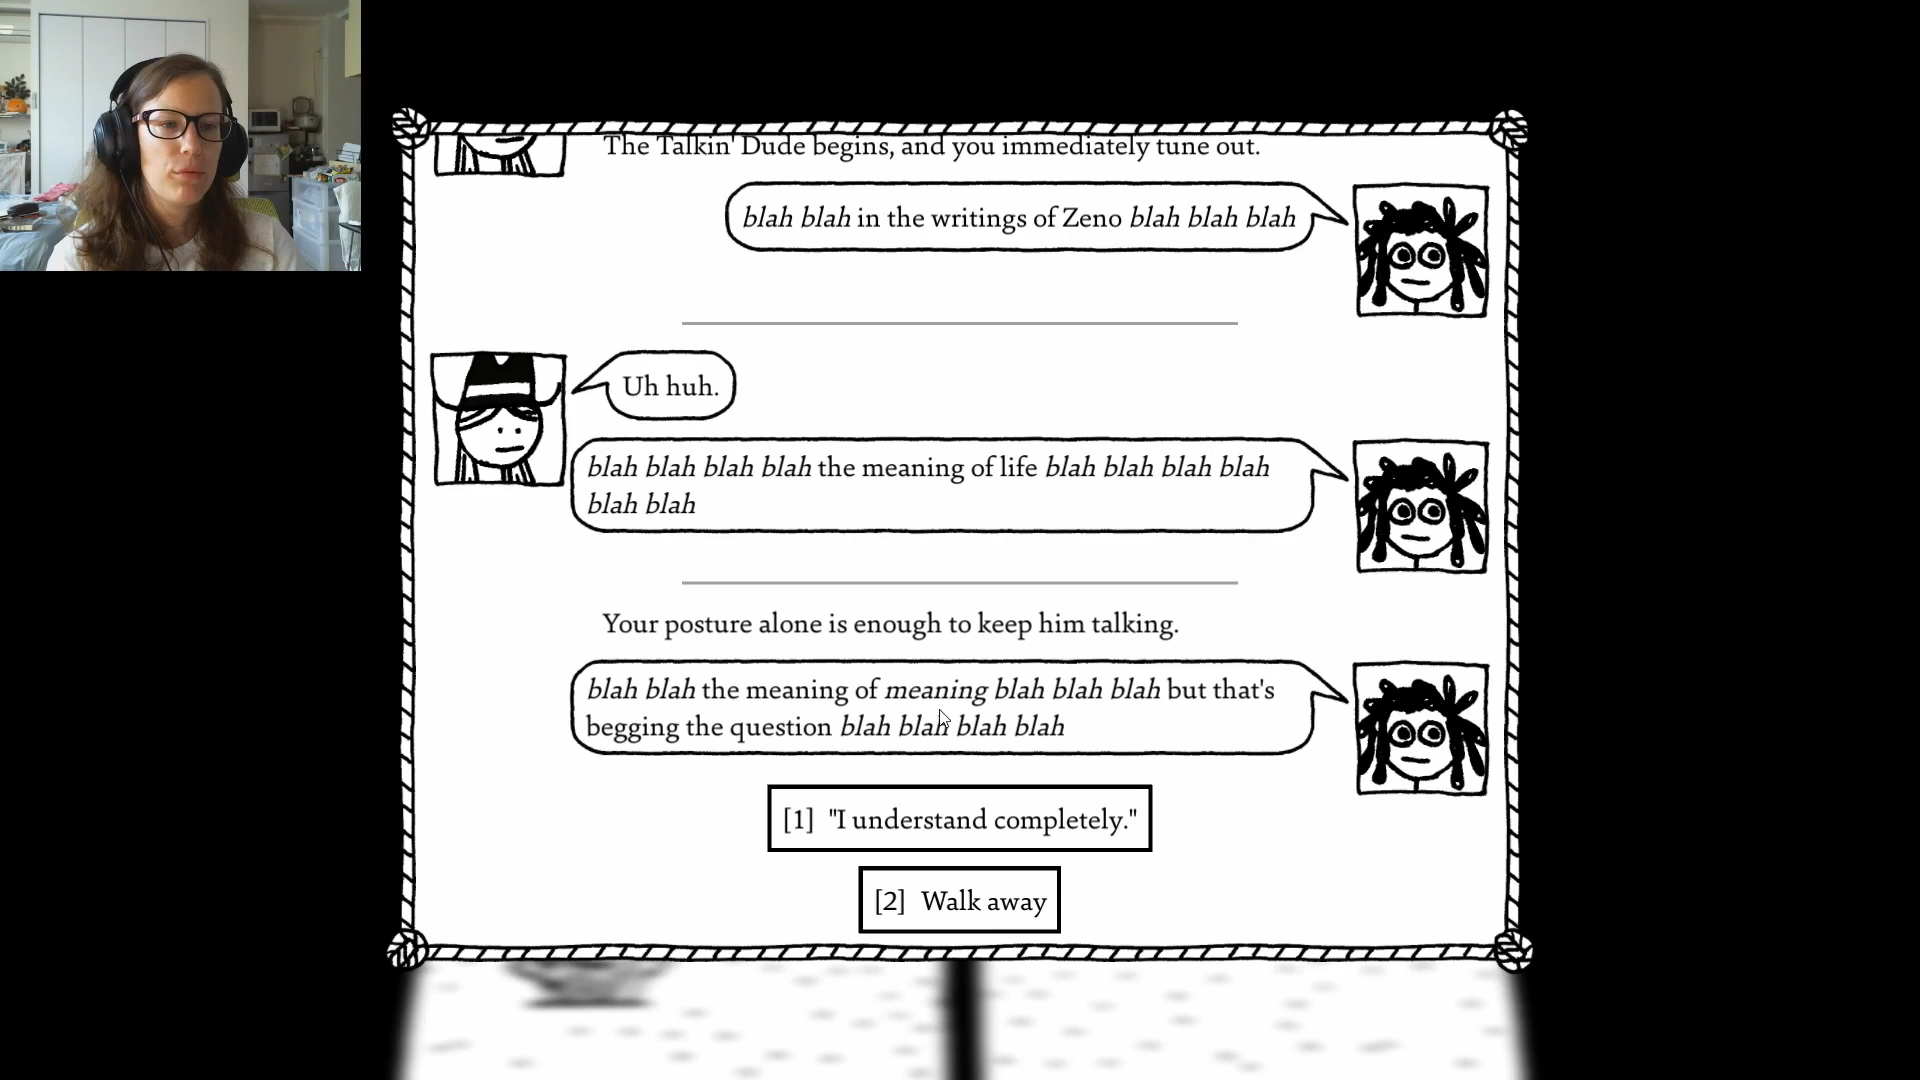 The Talkin' Dude begins, and you immediately tune out.
blah blah in the writings of Zeno blah blah blah
Uh huh.
blah blah blah blah the meaning of life blah blah blah blah
blah blah
Your posture alone is enough to keep him talking.
blah blah the meaning of meaning blah blah blah but that's
begging the question blah blah blah blah
[1] "I understand completely."
[2] Walk away